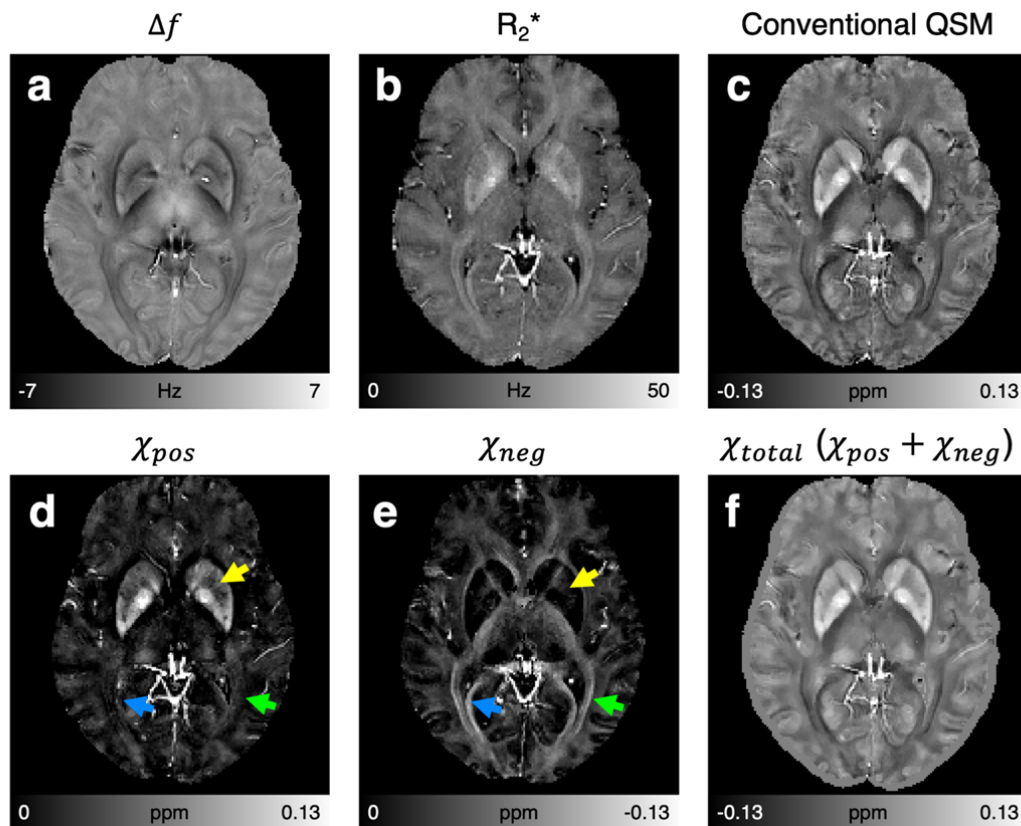 Δf
R₂*
Conventional QSM
a
b
c
-7 Hz 7
0 Hz 50
-0.13 ppm 0.13
χpos
χneg
χtotal (χpos + χneg)
d
e
f
0 ppm 0.13
0 ppm -0.13
-0.13 ppm 0.13